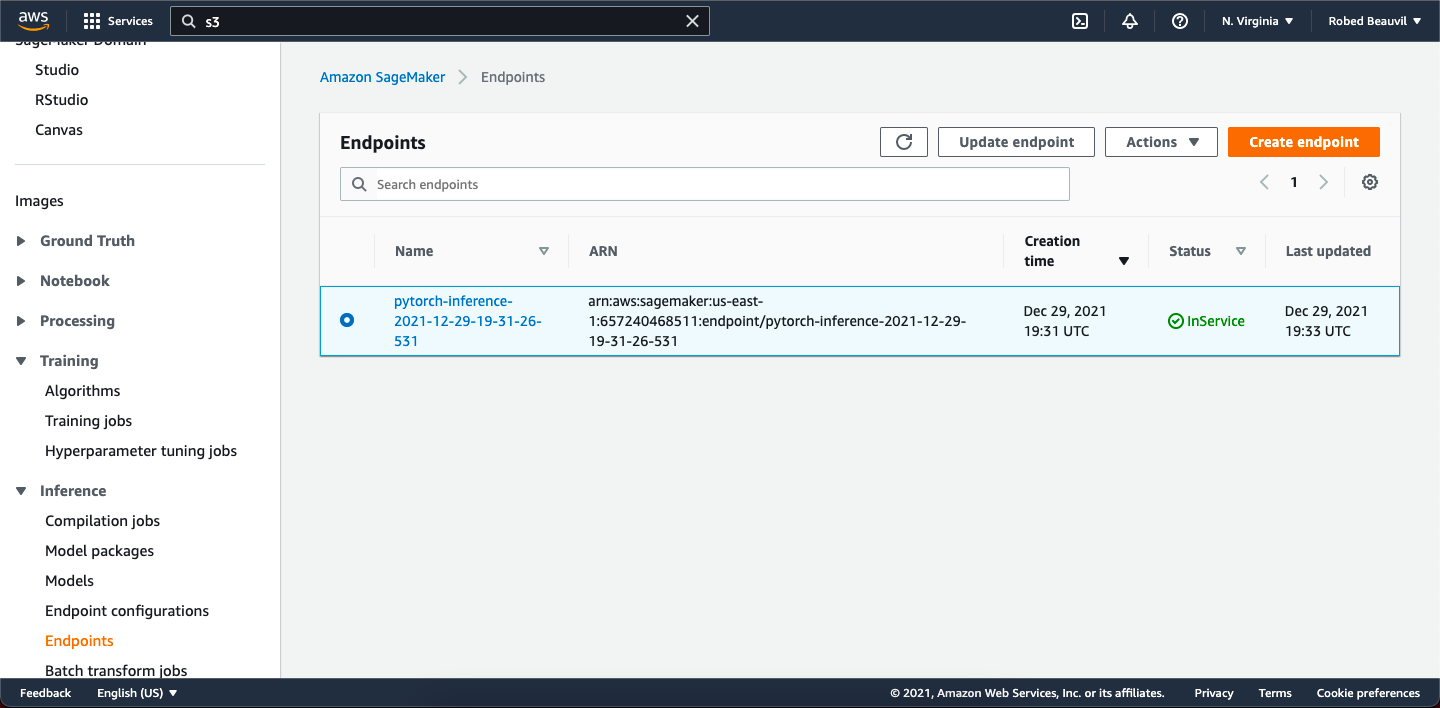 aws
Services
s3
N. Virginia
Robed Beauvil
SageMaker Domain
Studio
RStudio
Canvas
Images
Ground Truth
Notebook
Processing
Training
Algorithms
Training jobs
Hyperparameter tuning jobs
Inference
Compilation jobs
Model packages
Models
Endpoint configurations
Endpoints
Batch transform jobs
Amazon SageMaker
Endpoints
Endpoints
Update endpoint
Actions
Create endpoint
Search endpoints
1
Name
ARN
Creation
time
Status
Last updated
pytorch-inference-
2021-12-29-19-31-26-
531
arn:aws:sagemaker:us-east-
1:657240468511:endpoint/pytorch-inference-2021-12-29-
19-31-26-531
Dec 29, 2021
19:31 UTC
InService
Dec 29, 2021
19:33 UTC
Feedback
English (US)
© 2021, Amazon Web Services, Inc. or its affiliates.
Privacy
Terms
Cookie preferences